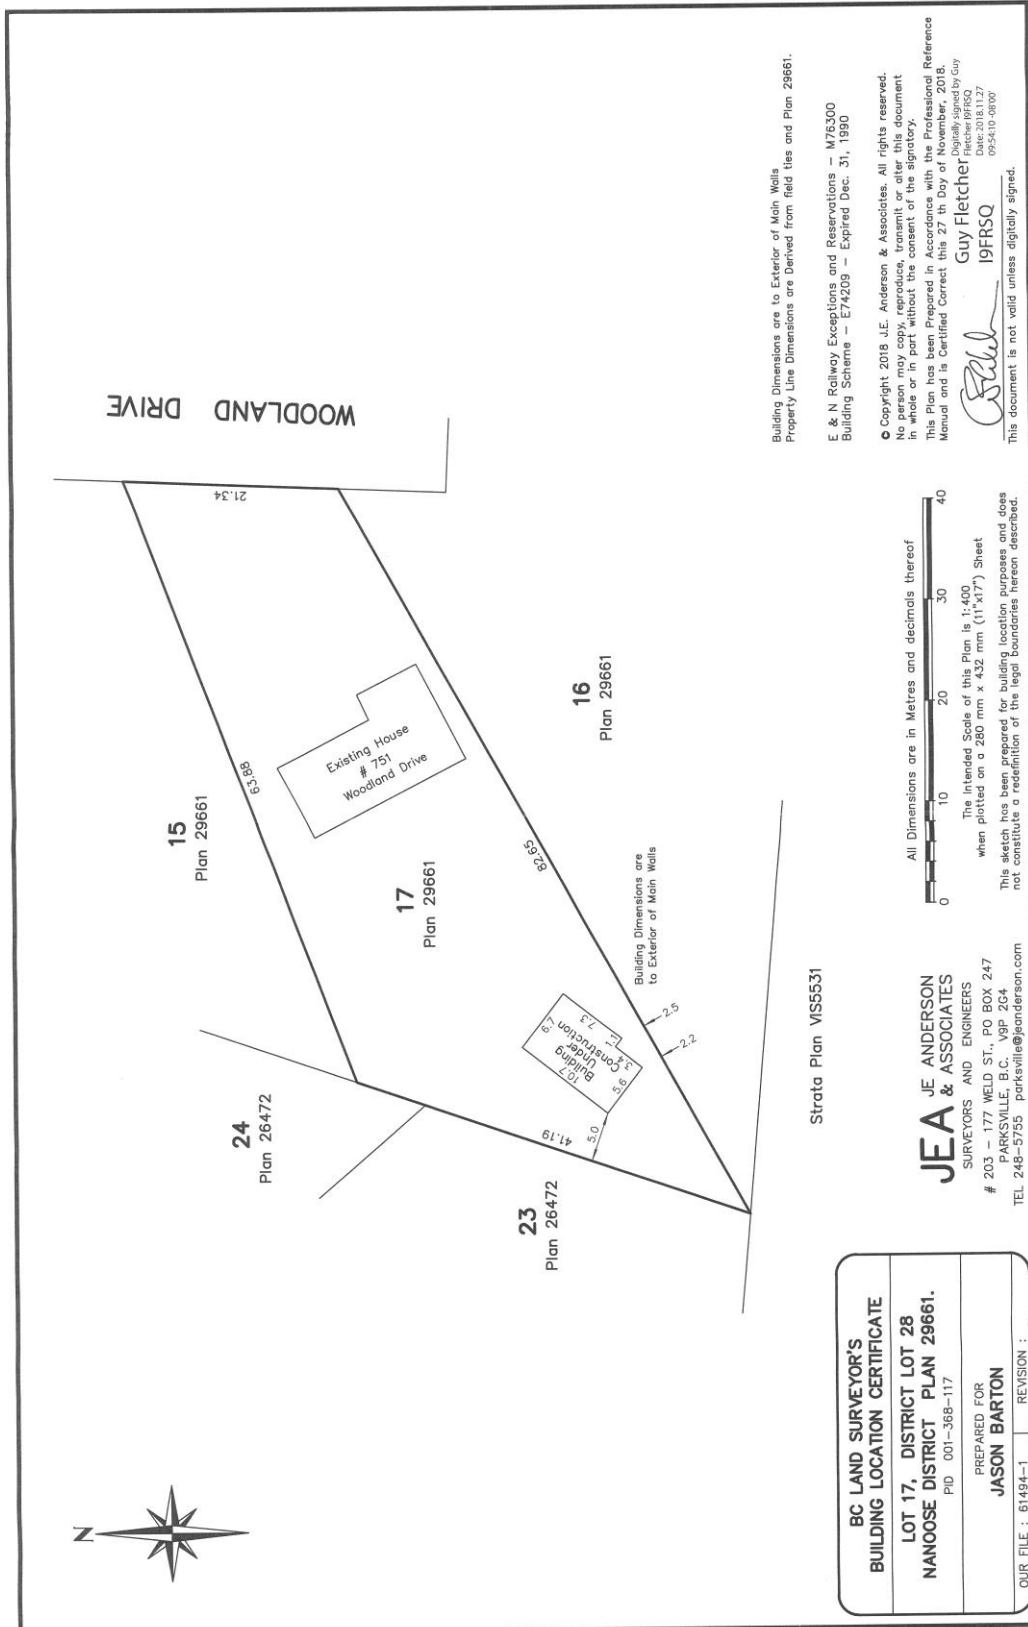 N
WOODLAND DRIVE
15
Plan 29661
63.88
21.34
24
Plan 26472
Existing House
# 751
Woodland Drive
17
Plan 29661
16
Plan 29661
82.65
41.19
23
Plan 26472
5.0
Building
Under
Construction
6.7
10.7
7.3
1.1
3.4
5.6
Building Dimensions are
to Exterior of Main Walls
2.5
2.2
Strata Plan VIS5531
BC LAND SURVEYOR'S
BUILDING LOCATION CERTIFICATE
LOT 17, DISTRICT LOT 28
NANOOSE DISTRICT PLAN 29661.
PID 001-368-117
PREPARED FOR
JASON BARTON
OUR FILE : 61494-1 REVISION :
JEA JE ANDERSON
& ASSOCIATES
SURVEYORS AND ENGINEERS
# 203 - 177 WELD ST., PO BOX 247
PARKSVILLE, B.C. V9P 2G4
TEL 248-5755 parksville@jeanderson.com
All Dimensions are in Metres and decimals thereof
0 10 20 30 40
The Intended Scale of this Plan is 1:400
when plotted on a 280 mm x 432 mm (11"x17") Sheet
This sketch has been prepared for building location purposes and does
not constitute a redefinition of the legal boundaries hereon described.
Building Dimensions are to Exterior of Main Walls
Property Line Dimensions are Derived from field ties and Plan 29661.
E & N Railway Exceptions and Reservations - M76300
Building Scheme - E74209 - Expired Dec. 31, 1990
© Copyright 2018 J.E. Anderson & Associates. All rights reserved.
No person may copy, reproduce, transmit or alter this document
in whole or in part without the consent of the signatory.
This Plan has been Prepared in Accordance with the Professional Reference
Manual and is Certified Correct this 27 th Day of November, 2018.
Guy Fletcher
I9FRSQ
Digitally signed by Guy
Fletcher I9FRSQ
Date: 2018.11.27
09:54:10 -08'00'
This document is not valid unless digitally signed.